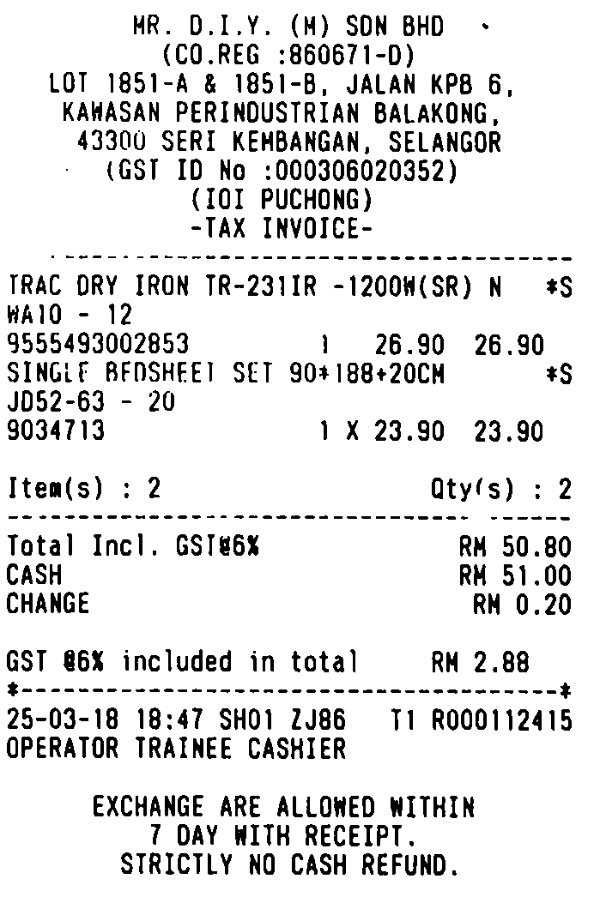 MR. D.I.Y. (M) SDN BHD
(CO.REG :860671-D)
LOT 1851-A & 1851-B, JALAN KPB 6,
KAWASAN PERINDUSTRIAN BALAKONG,
43300 SERI KEMBANGAN, SELANGOR
(GST ID No :000306020352)
(IOI PUCHONG)
-TAX INVOICE-
TRAC DRY IRON TR-231IR -1200W(SR) N *S
WA10 - 12
9555493002853 1 26.90 26.90
SINGLE BEDSHEET SET 90*188+20CM *S
JD52-63 - 20
9034713 1 X 23.90 23.90
Item(s) : 2 Qty(s) : 2
Total Incl. GST@6% RM 50.80
CASH RM 51.00
CHANGE RM 0.20
GST @6% included in total RM 2.88
*--------------------------------------*
25-03-18 18:47 SH01 ZJ86 T1 R000112415
OPERATOR TRAINEE CASHIER
EXCHANGE ARE ALLOWED WITHIN
7 DAY WITH RECEIPT.
STRICTLY NO CASH REFUND.